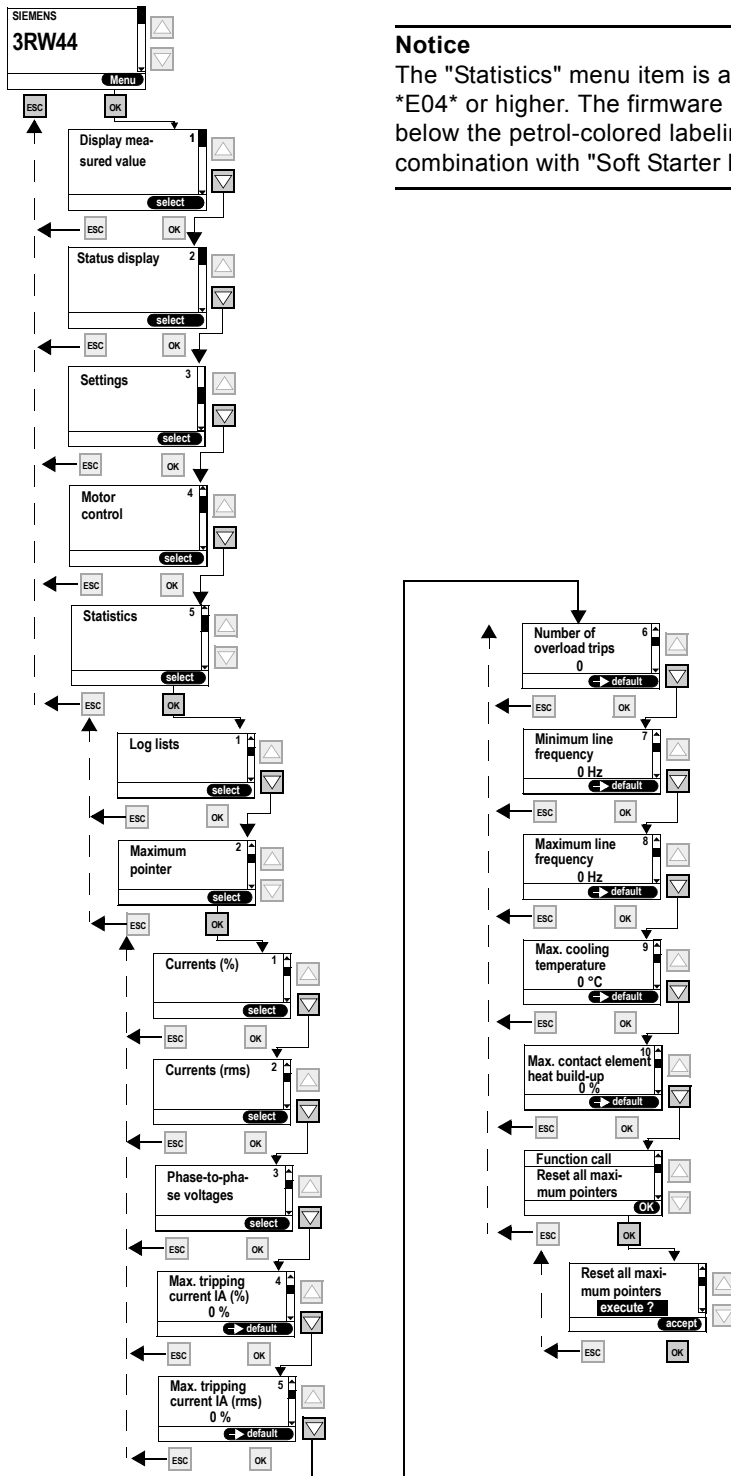 SIEMENS
3RW44
Menu
ESC
OK
Display mea-
sured value
1
select
ESC
OK
Status display
2
select
ESC
OK
Settings
3
select
ESC
OK
Motor
control
4
select
ESC
OK
Statistics
5
select
ESC
OK
Log lists
1
select
ESC
OK
Maximum
pointer
2
select
ESC
OK
Currents (%)
1
select
ESC
OK
Currents (rms)
2
select
ESC
OK
Phase-to-pha-
se voltages
3
select
ESC
OK
Max. tripping
current IA (%)
4
0 %
default
ESC
OK
Max. tripping
current IA (rms)
5
0 %
default
ESC
OK
Notice
The "Statistics" menu item is a
*E04* or higher. The firmware
below the petrol-colored labelin
combination with "Soft Starter
Number of
overload trips
6
0
default
ESC
OK
Minimum line
frequency
7
0 Hz
default
ESC
OK
Maximum line
frequency
8
0 Hz
default
ESC
OK
Max. cooling
temperature
9
0 °C
default
ESC
OK
10
Max. contact element
heat build-up
0 %
default
ESC
OK
Function call
Reset all maxi-
mum pointers
OK
ESC
OK
Reset all maxi-
mum pointers
execute ?
accept
ESC
OK